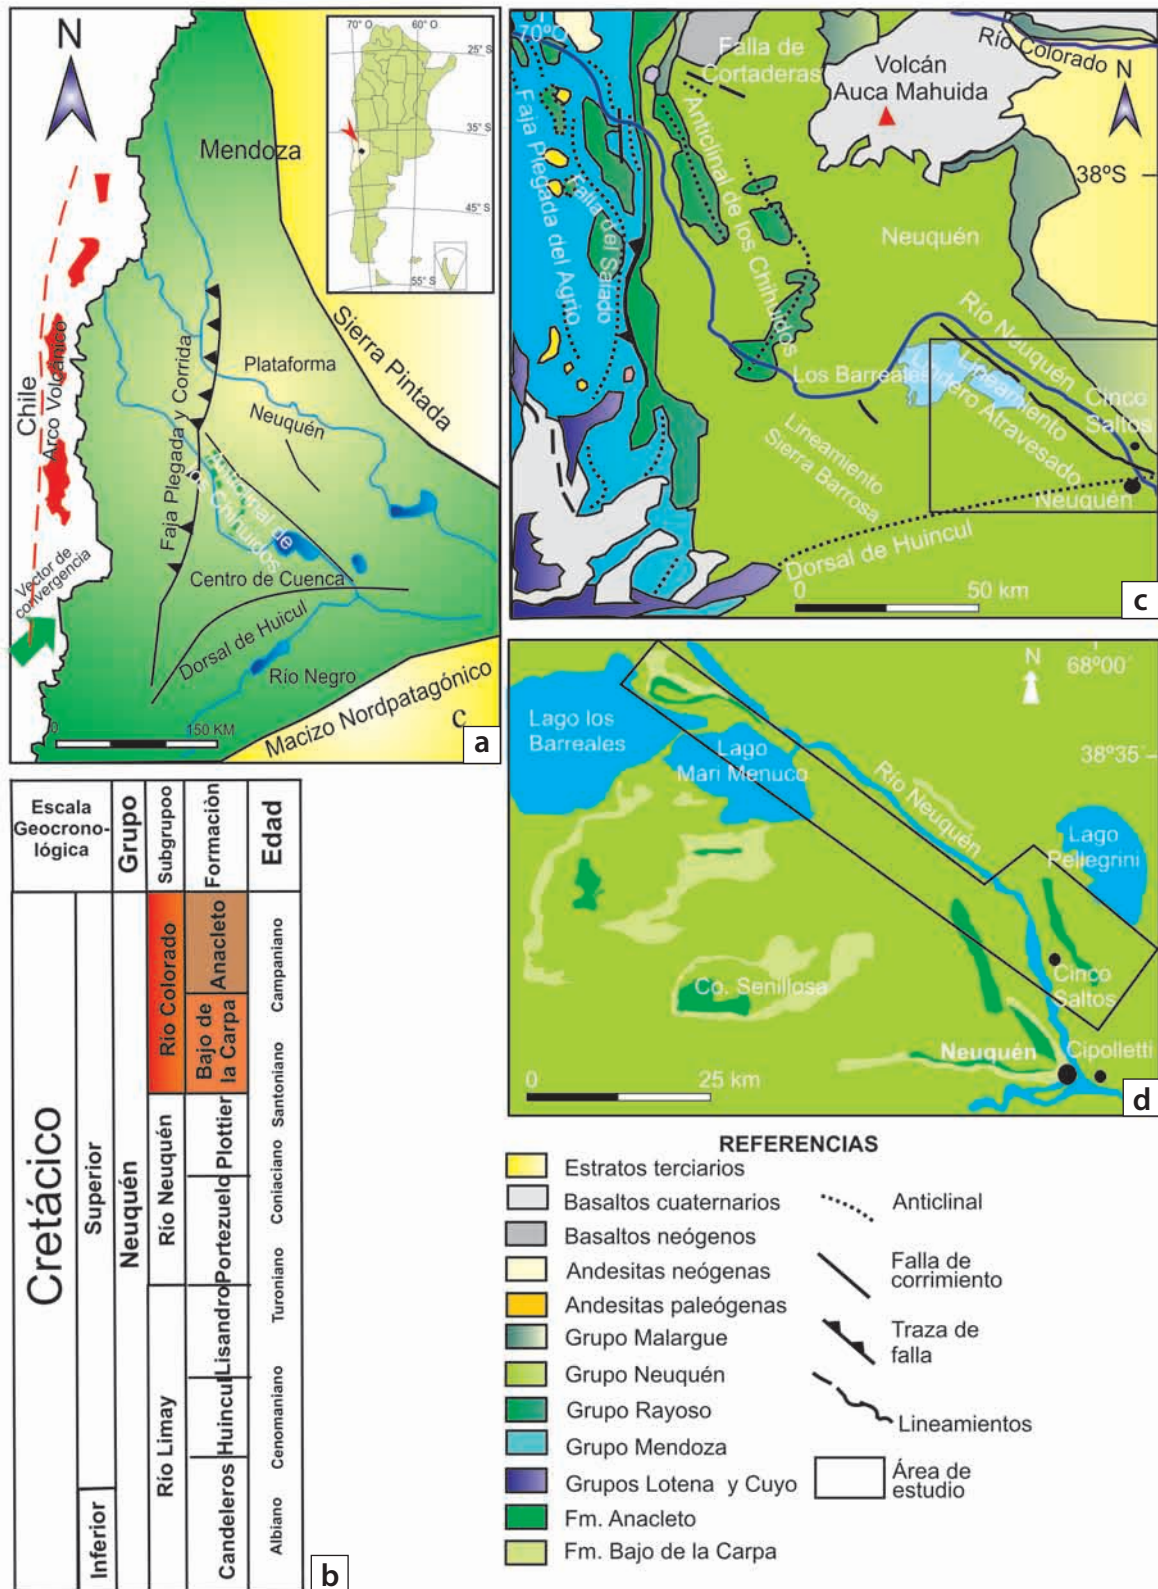 N
70° O
60° O
25° S
35° S
45° S
55° S
Mendoza
Sierra Pintada
Chile
Arco Volcánico
Plataforma
Neuquén
Faja Plegada y Corrida
Anticlinal de
los Chihuidos
Vector de
convergencia
Centro de Cuenca
Dorsal de Huicul
Río Negro
Macizo Nordpatagónico
0
150 KM
c
a
70°O
Falla de
Cortaderas
Río Colorado
N
Volcán
Auca Mahuida
38°S
Faja Plegada del Agrio
Falla del Salado
Anticlinal de los Chihuidos
Neuquén
Río Neuquén
Los Barreales
Lineamiento
Lindero Atravesado
Cinco
Saltos
Lineamiento
Sierra Barrosa
Neuquén
Dorsal de Huincul
0
50 km
c
N
68°00´
Lago los
Barreales
Lago
Mari Menuco
38°35´
Río Neuquén
Lago
Pellegrini
Co. Senillosa
Cinco
Saltos
Neuquén
Cipolletti
0
25 km
d
Escala
Geocrono-
lógica
Grupo
Subgrupoo
Formaciòn
Edad
Cretácico
Superior
Inferior
Neuquén
Río Colorado
Río Neuquén
Río Limay
Anacleto
Bajo de
la Carpa
Plottier
Portezuelo
Lisandro
Huincul
Candeleros
Campaniano
Santoniano
Coniaciano
Turoniano
Cenomaniano
Albiano
b
REFERENCIAS
Estratos terciarios
Basaltos cuaternarios
Basaltos neógenos
Andesitas neógenas
Andesitas paleógenas
Grupo Malargue
Grupo Neuquén
Grupo Rayoso
Grupo Mendoza
Grupos Lotena y Cuyo
Fm. Anacleto
Fm. Bajo de la Carpa
Anticlinal
Falla de
corrimiento
Traza de
falla
Lineamientos
Área de
estudio